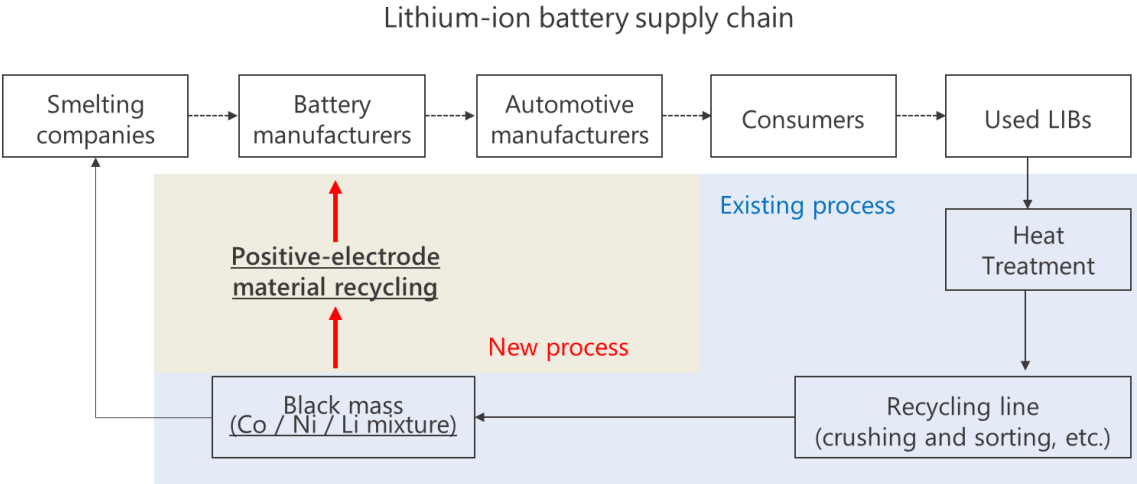 Lithium-ion battery supply chain
Smelting
companies
Battery
manufacturers
Automotive
manufacturers
Consumers
Used LIBs
Existing process
Heat
Treatment
Positive-electrode
material recycling
New process
Black mass
(Co / Ni / Li mixture)
Recycling line
(crushing and sorting, etc.)